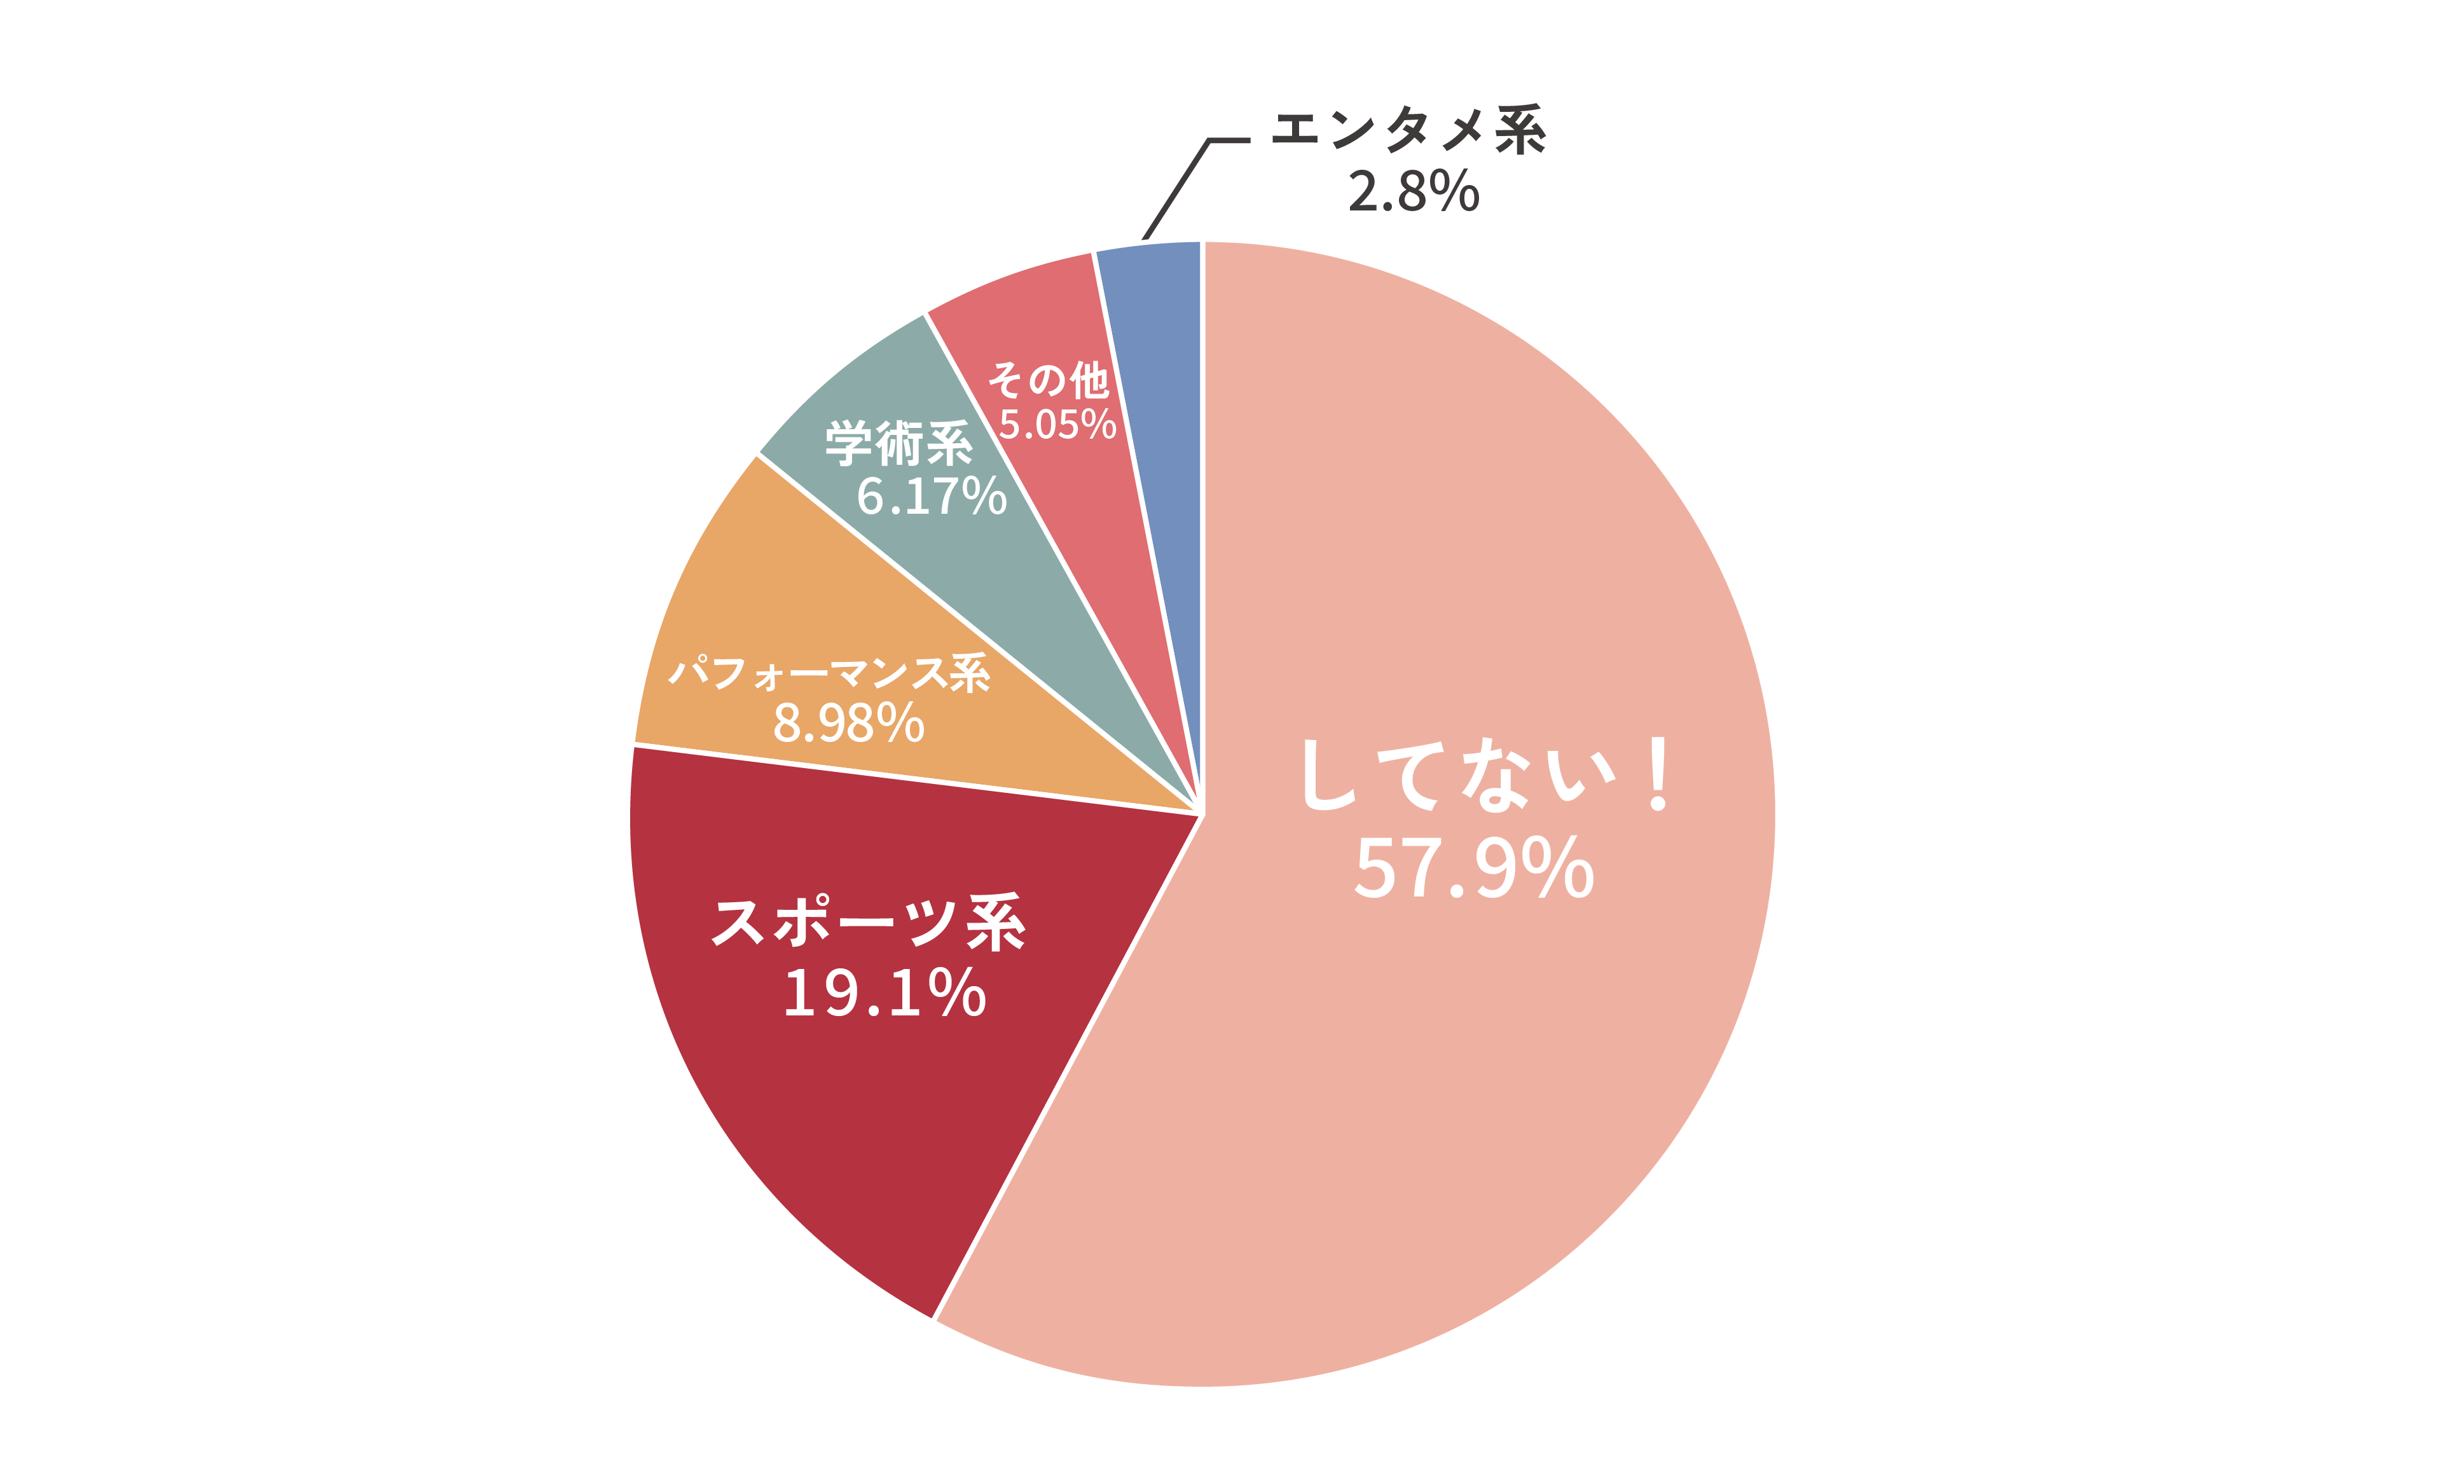 エンタメ系
2.8%
その他
5.05%
学術系
6.17%
パフォーマンス系
8.98%
してない！
57.9%
スポーツ系
19.1%